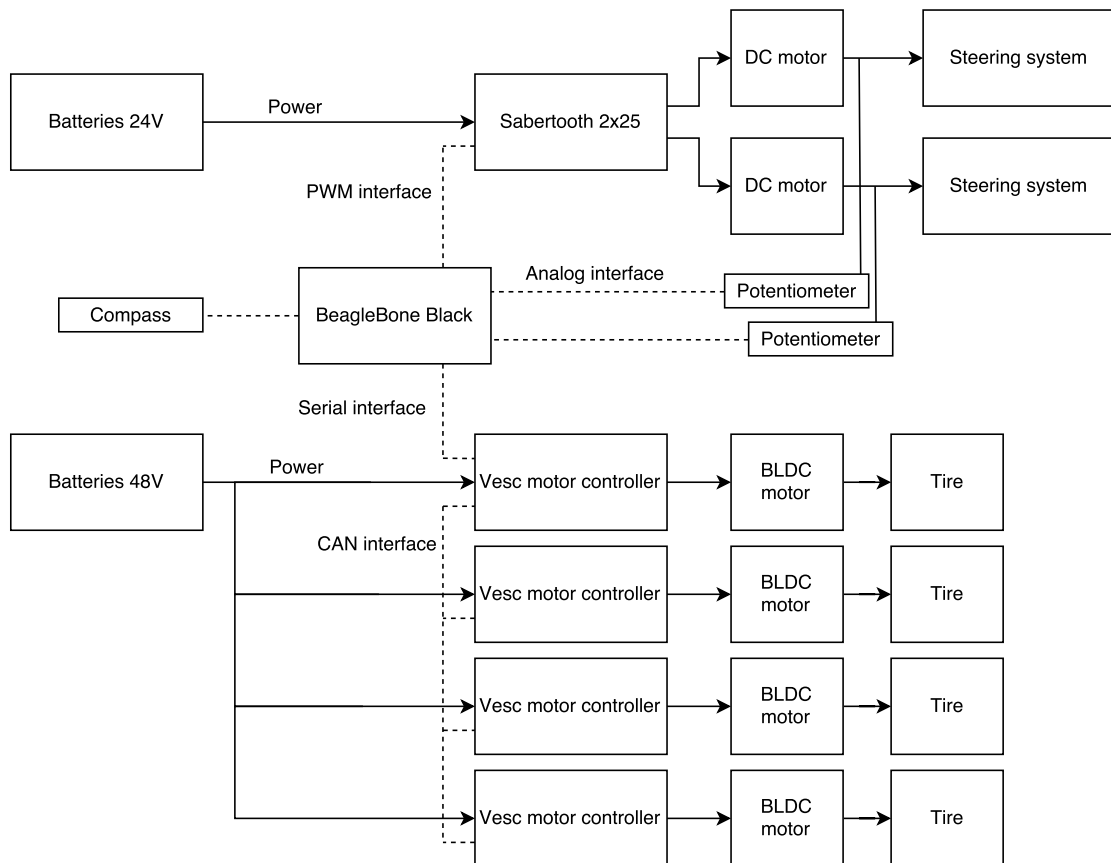 DC motor
Steering system
Batteries 24V
Power
Sabertooth 2x25
DC motor
Steering system
PWM interface
Analog interface
Potentiometer
Compass
BeagleBone Black
Potentiometer
Serial interface
Batteries 48V
Power
Vesc motor controller
BLDC
motor
Tire
CAN interface
Vesc motor controller
BLDC
motor
Tire
Vesc motor controller
BLDC
motor
Tire
Vesc motor controller
BLDC
motor
Tire